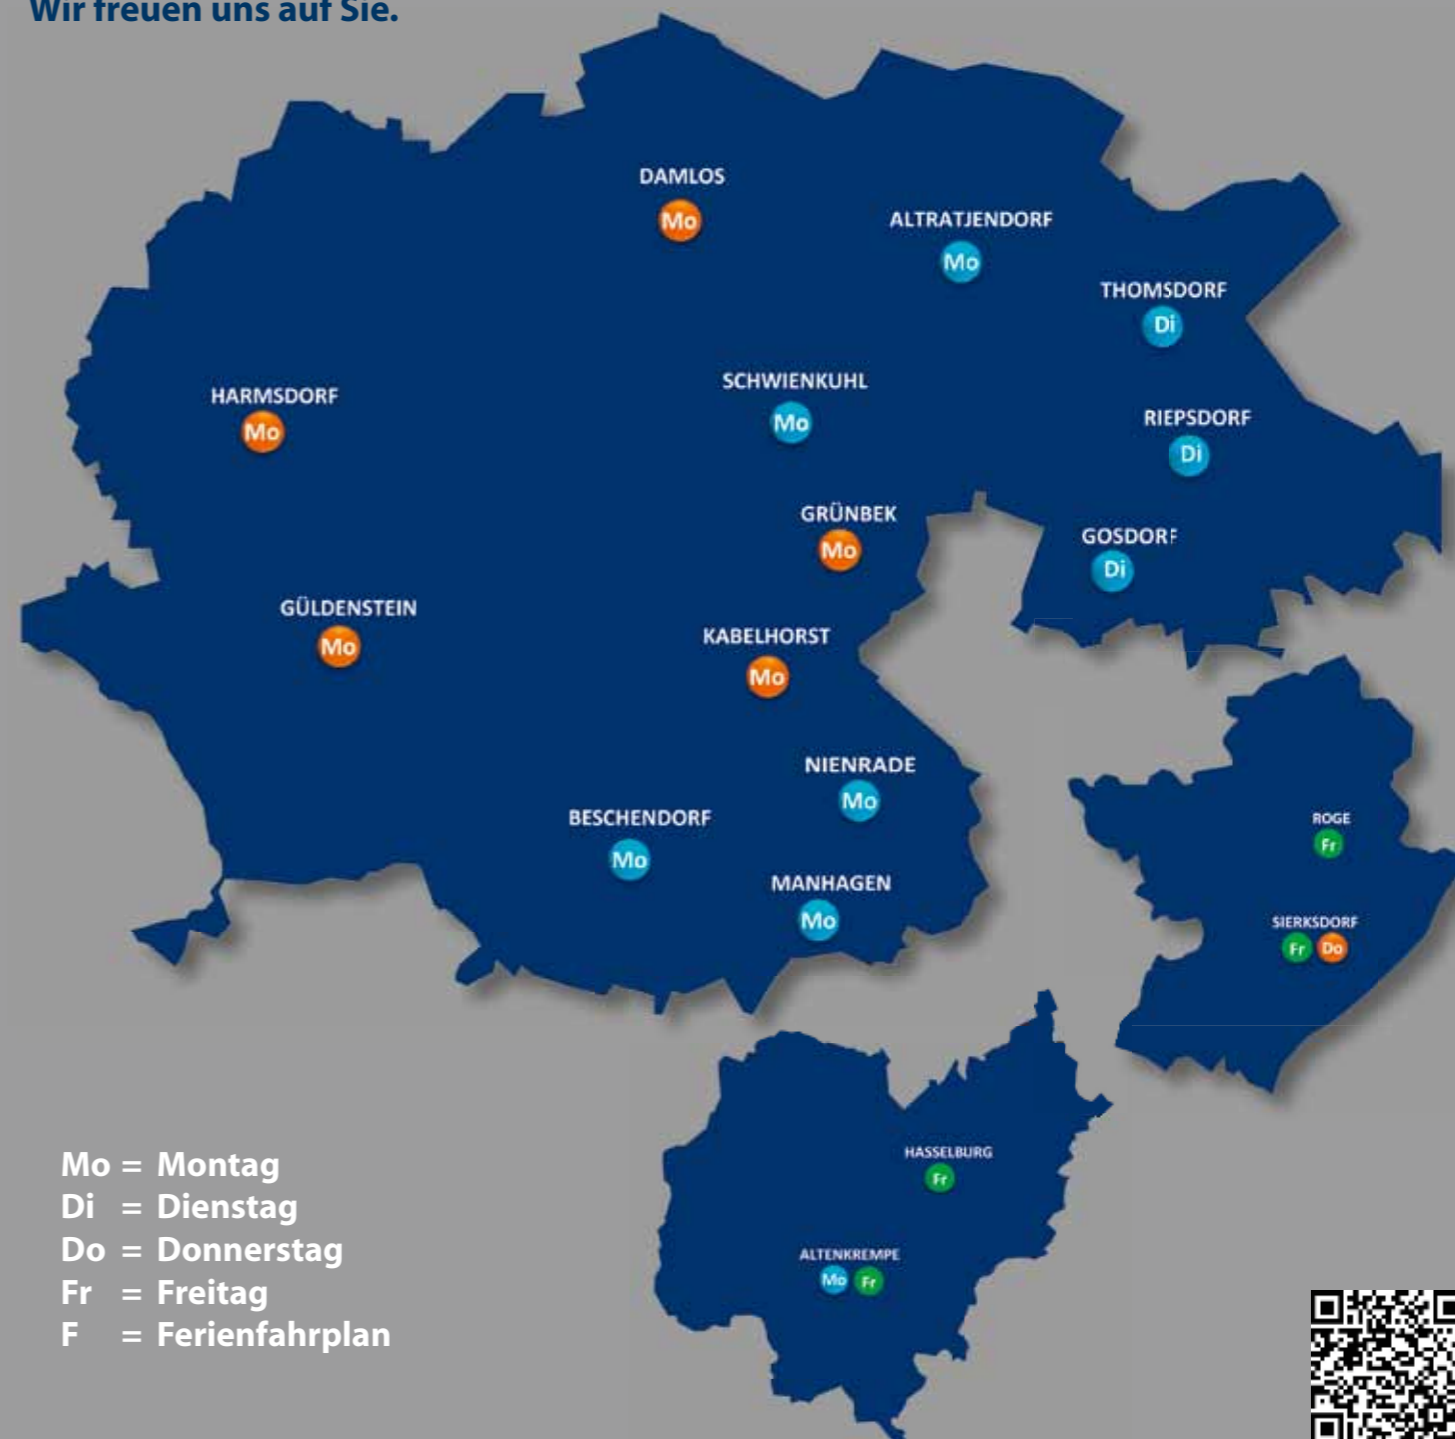 Wir freuen uns auf Sie.
DAMLOS
Mo
ALTRATJENDORF
Mo
THOMSDORF
Di
HARMSDORF
Mo
SCHWIENKUHL
Mo
RIEPSDORF
Di
GRÜNBEK
Mo
GOSDORF
Di
GÜLDENSTEIN
Mo
KABELHORST
Mo
NIENRADE
Mo
BESCHENDORF
Mo
MANHAGEN
Mo
ROGE
Fr
SIERKSDORF
Fr Do
HASSELBURG
Fr
ALTENKREMPE
Mo Fr
Mo = Montag
Di = Dienstag
Do = Donnerstag
Fr = Freitag
F = Ferienfahrplan